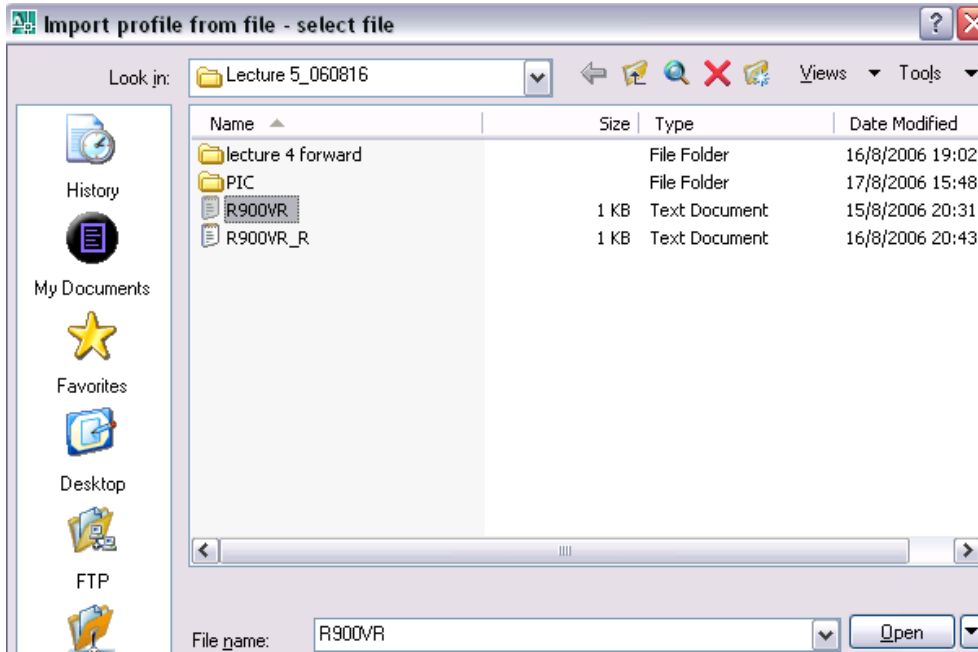 Import profile from file - select file
Look in: Lecture 5_060816 Views Tools
Name Size Type Date Modified
lecture 4 forward File Folder 16/8/2006 19:02
PIC File Folder 17/8/2006 15:48
R900VR 1 KB Text Document 15/8/2006 20:31
R900VR_R 1 KB Text Document 16/8/2006 20:43
History
My Documents
Favorites
Desktop
FTP
File name: R900VR Open